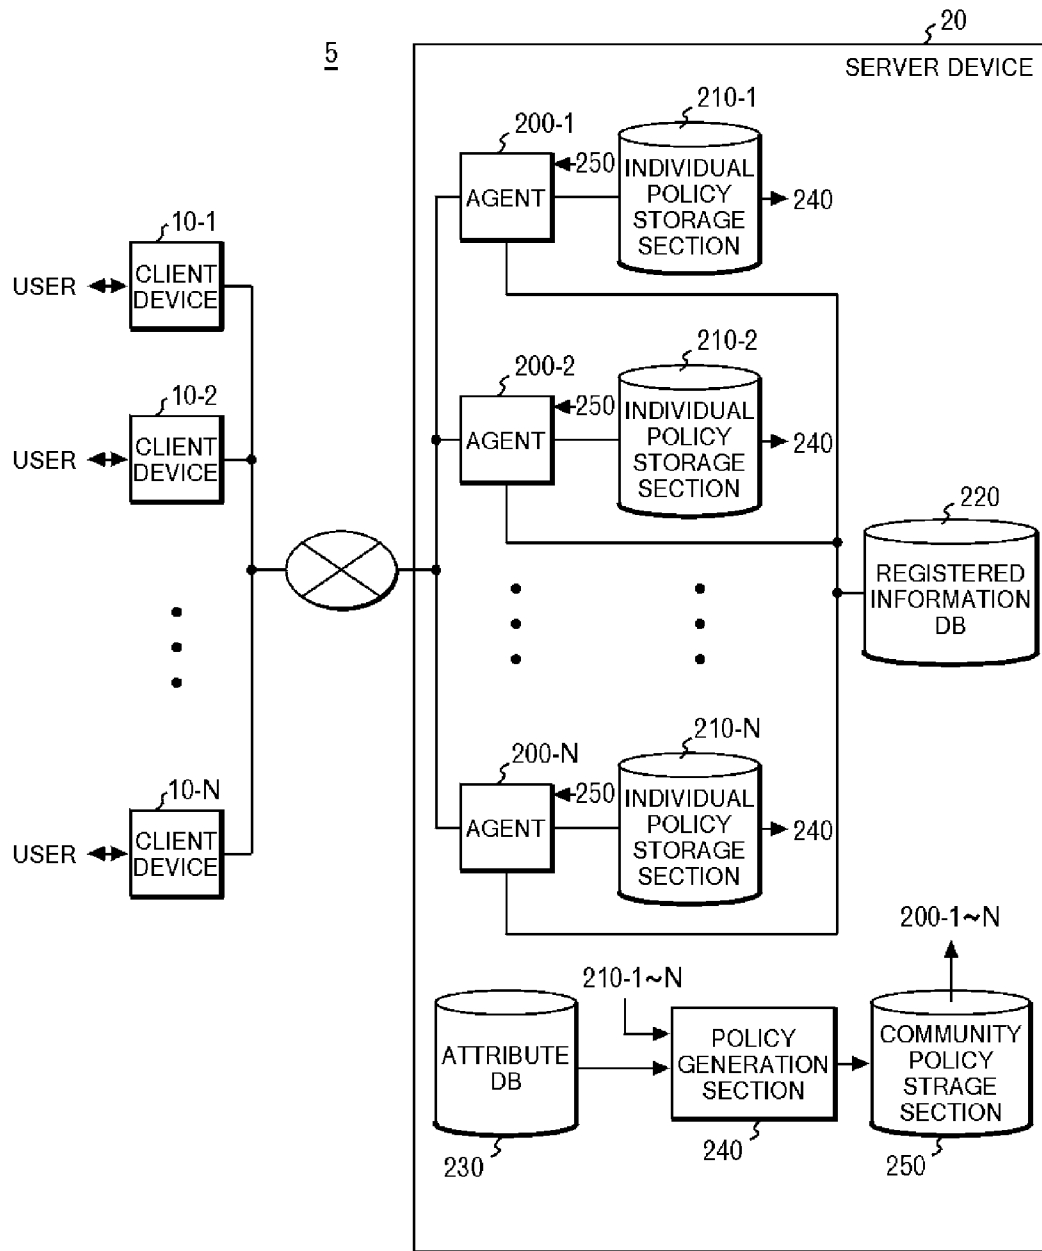 20
5
SERVER DEVICE
210-1
200-1
250
INDIVIDUAL
POLICY
STORAGE
SECTION
AGENT
240
10-1
USER
CLIENT
DEVICE
210-2
200-2
250
INDIVIDUAL
POLICY
STORAGE
SECTION
AGENT
240
10-2
USER
CLIENT
DEVICE
220
REGISTERED
INFORMATION
DB
210-N
200-N
250
INDIVIDUAL
POLICY
STORAGE
SECTION
AGENT
240
10-N
USER
CLIENT
DEVICE
200-1~N
210-1~N
ATTRIBUTE
DB
POLICY
GENERATION
SECTION
COMMUNITY
POLICY
STRAGE
SECTION
230
240
250